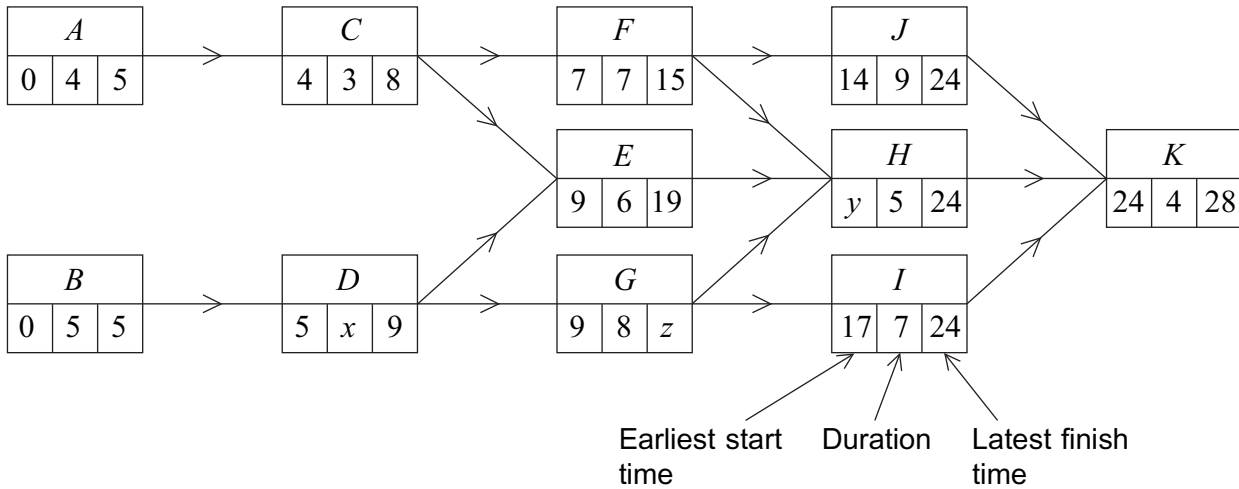 A C F J
0 4 5 4 3 8 7 7 15 14 9 24
E H K
9 6 19 y 5 24 24 4 28
B D G I
0 5 5 5 x 9 9 8 z 17 7 24
Earliest start Duration Latest finish
time time